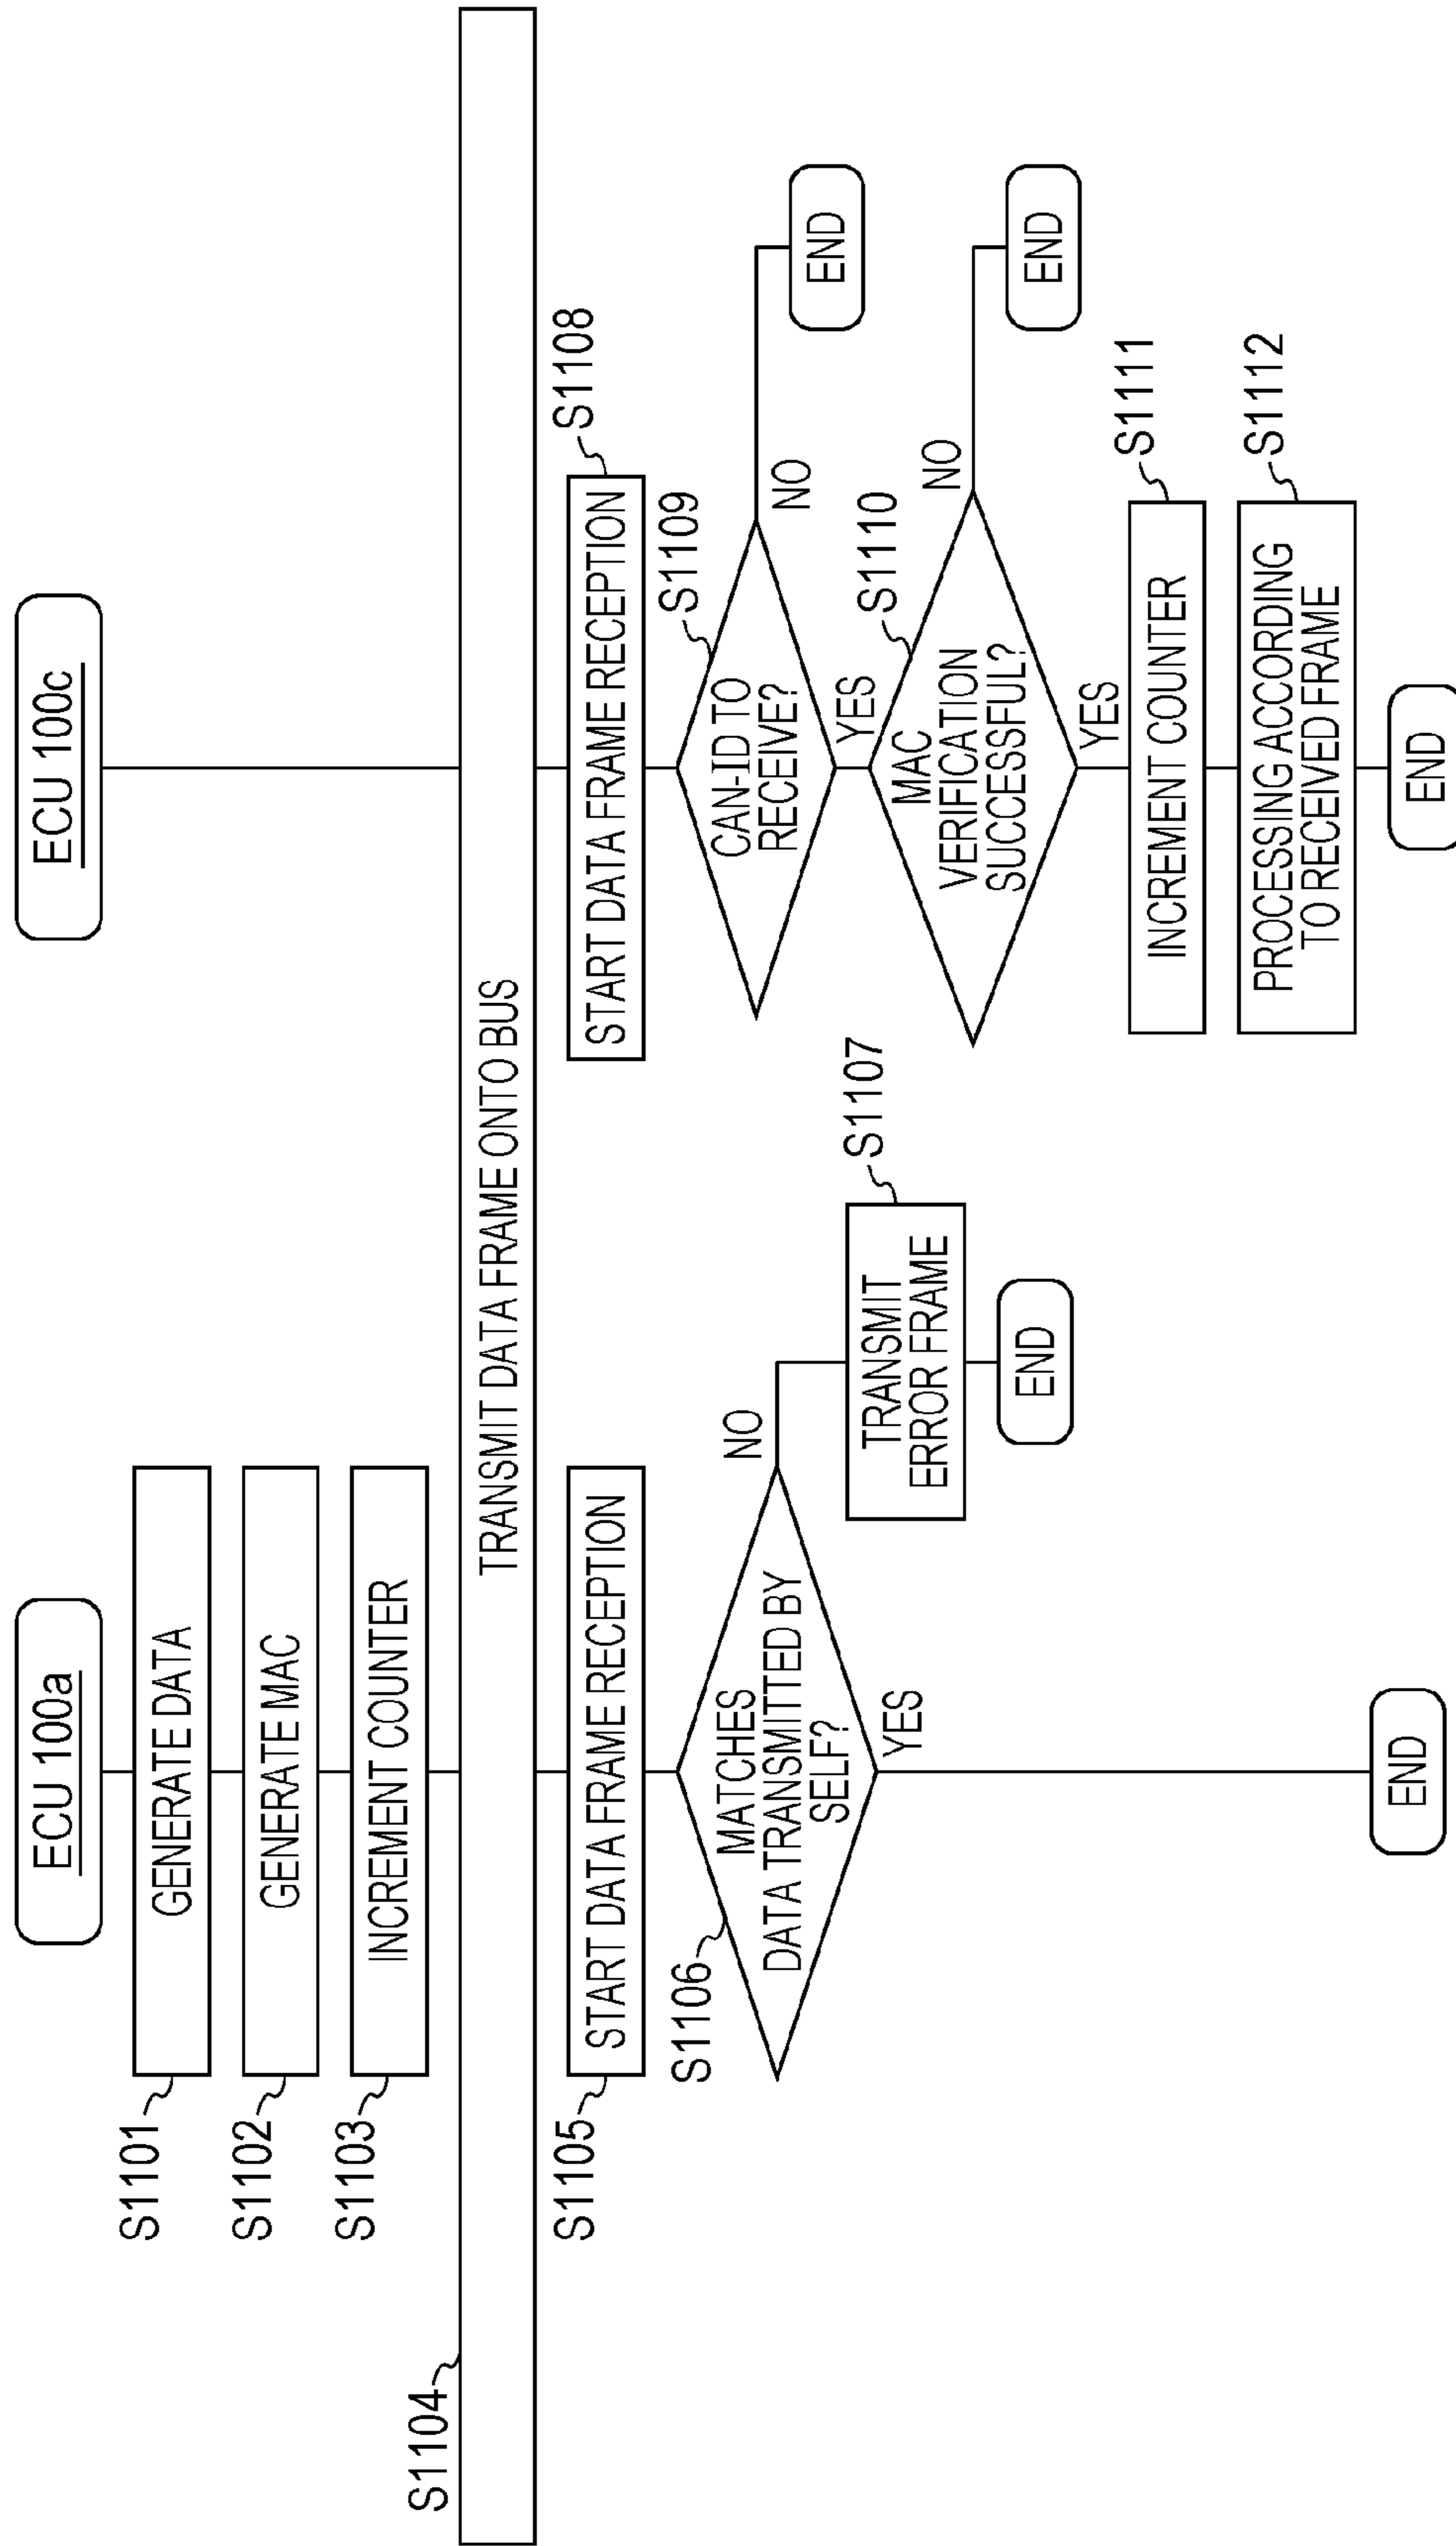 ECU 100a
S1101
GENERATE DATA
S1102
GENERATE MAC
S1103
INCREMENT COUNTER
ECU 100c
S1104
TRANSMIT DATA FRAME ONTO BUS
S1105
START DATA FRAME RECEPTION
S1106
MATCHES
DATA TRANSMITTED BY
SELF?
NO
YES
TRANSMIT
ERROR FRAME
S1107
END
END
START DATA FRAME RECEPTION
S1108
CAN-ID TO
RECEIVE?
S1109
NO
END
YES
MAC
VERIFICATION
SUCCESSFUL?
S1110
NO
END
YES
INCREMENT COUNTER
S1111
PROCESSING ACCORDING
TO RECEIVED FRAME
S1112
END